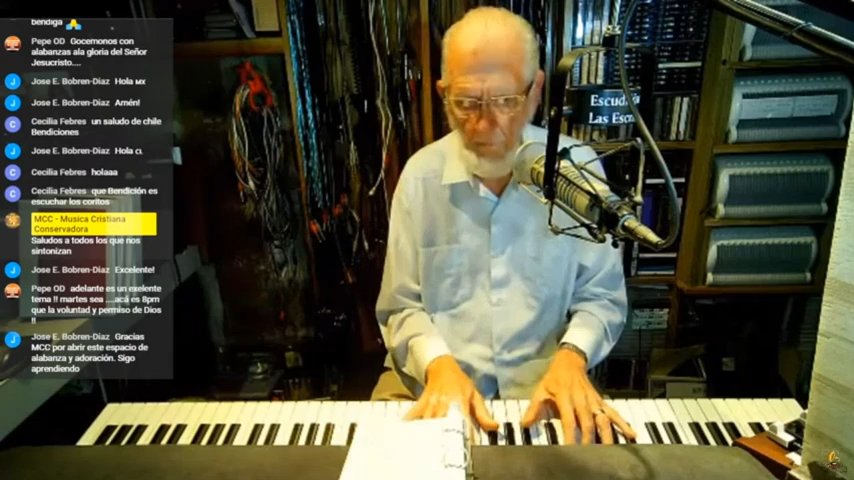 bendiga
Pepe OD Gocemonos con
alabanzas ala gloria del Señor
Jesucristo....
J
Jose E. Bobren-Diaz Hola мx
J
Jose E. Bobren-Diaz Amén!
C
Cecilia Febres un saludo de chile
Bendiciones
J
Jose E. Bobren-Diaz Hola cʟ
C
Cecilia Febres holaaa
C
Cecilia Febres que Bendición es
escuchar los coritos
MCC - Musica Cristiana
Conservadora
Saludos a todos los que nos
sintonizan
J
Jose E. Bobren-Diaz Excelente!
Pepe OD adelante es un exelente
tema !! martes sea ....acá es 8pm
que la voluntad y permiso de Dios
!!
J
Jose E. Bobren-Diaz Gracias
MCC por abrir este espacio de
alabanza y adoración. Sigo
aprendiendo
Las